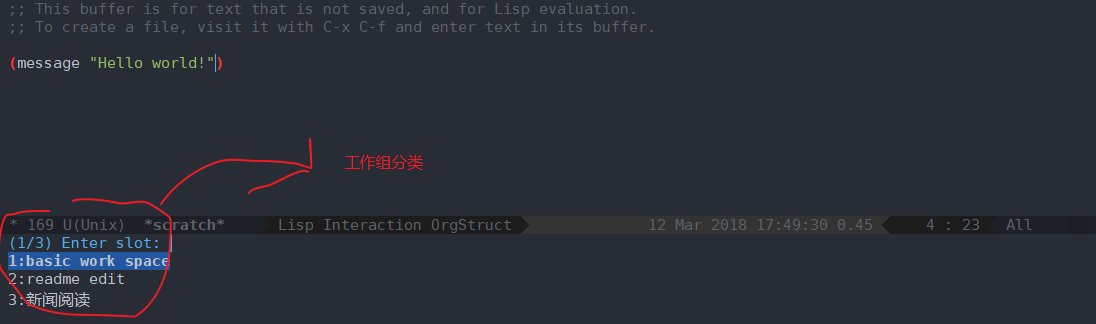 ;; This buffer is for text that is not saved, and for Lisp evaluation.
;; To create a file, visit it with C-x C-f and enter text in its buffer.
(message "Hello world!")
工作组分类
* 169 U(Unix) *scratch* Lisp Interaction OrgStruct 12 Mar 2018 17:49:30 0.45 4 : 23 All
(1/3) Enter slot:
1:basic work space
2:readme edit
3:新闻阅读